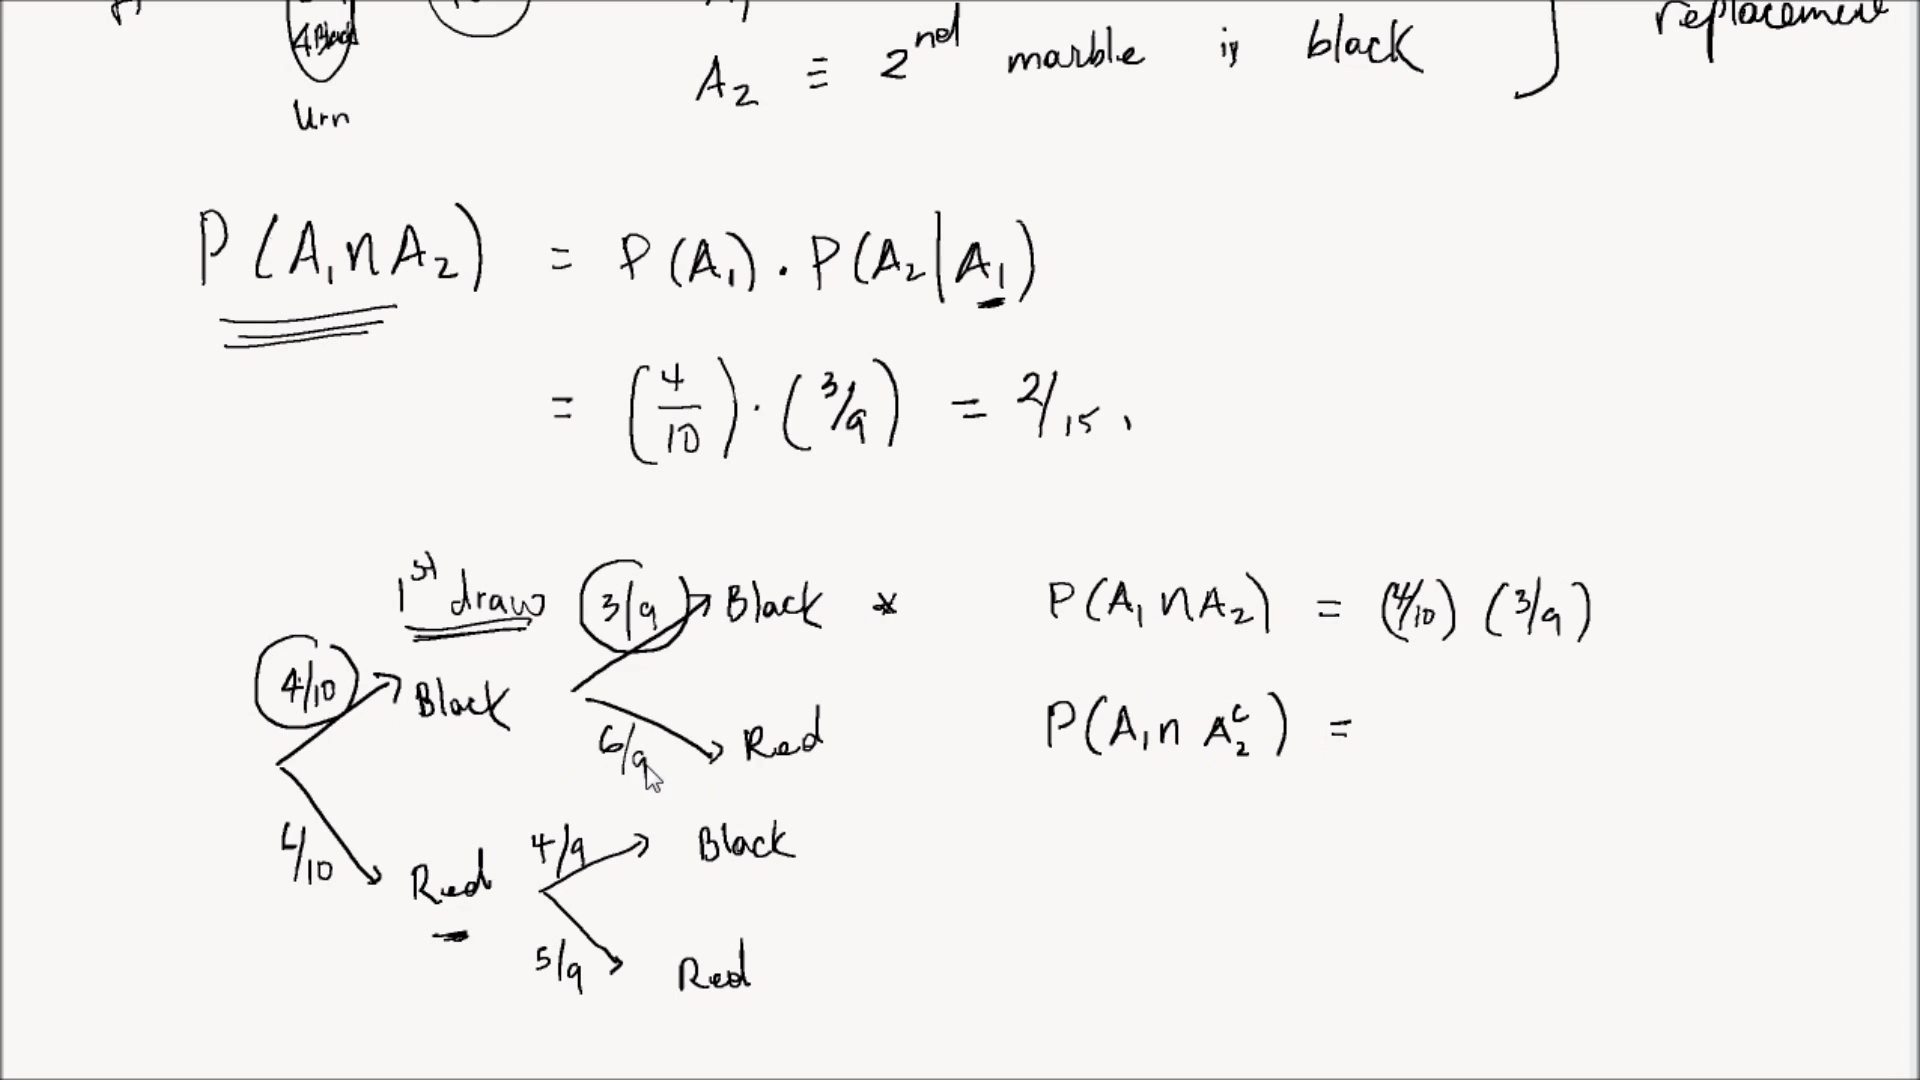 4 Black
Urn
replacement
A₂ ≡ 2nd marble is black
P(A₁∩A₂) = P(A₁)·P(A₂|A₁)
= (4/10)·(3/9) = 2/15
1st draw
3/9
Black *
4/10
Black
6/9
Red
4/10
Red
4/9
Black
5/9
Red
P(A₁∩A₂) = (4/10)(3/9)
P(A₁∩A₂ᶜ) =